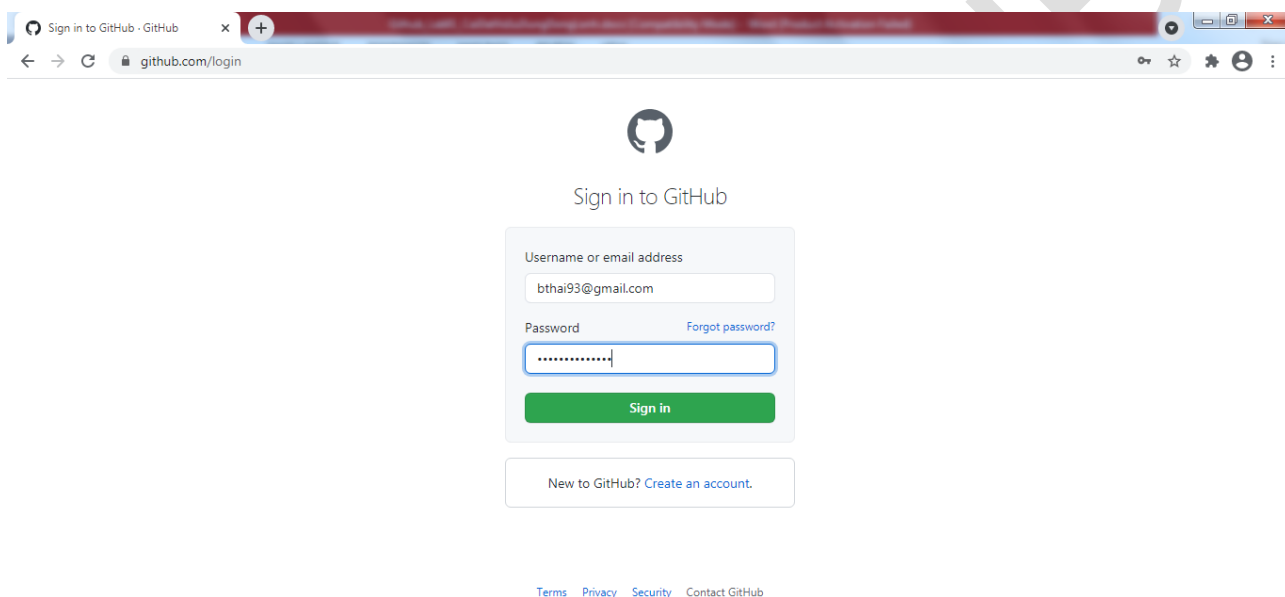 Sign in to GitHub · GitHub
github.com/login
Sign in to GitHub
Username or email address
bthai93@gmail.com
Password Forgot password?
••••••••••••••
Sign in
New to GitHub? Create an account.
Terms Privacy Security Contact GitHub